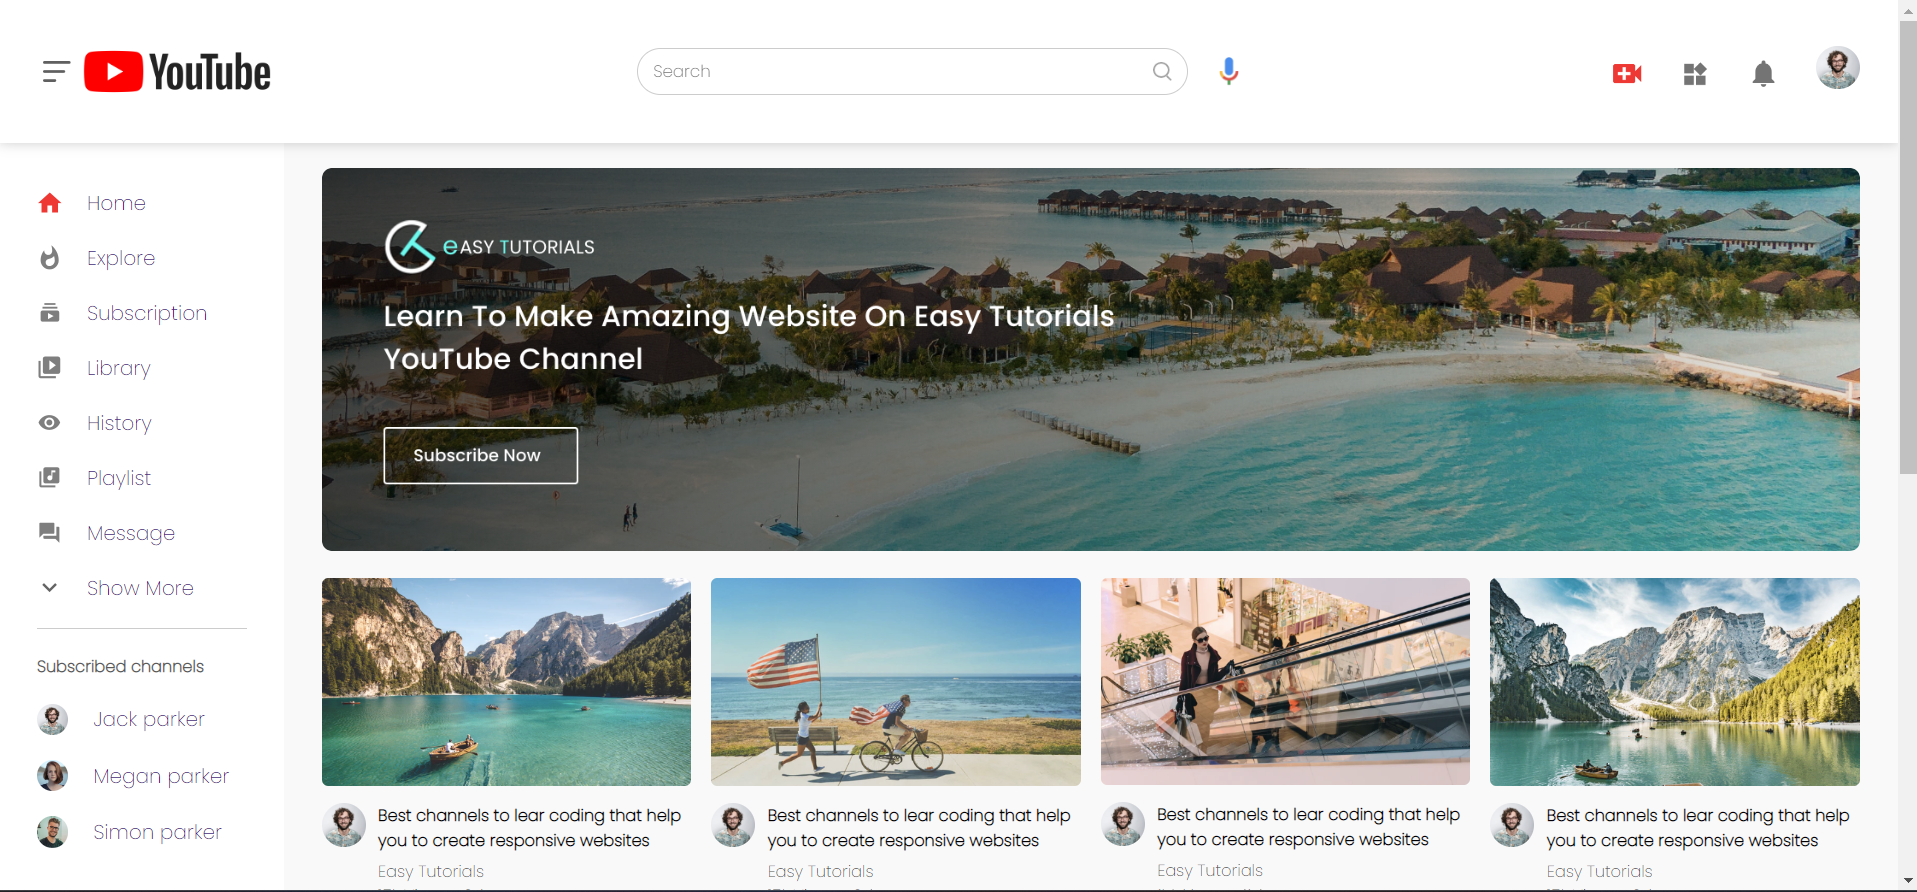 YouTube
Search
Home
Explore
Subscription
Library
History
Playlist
Message
Show More
Subscribed channels
Jack parker
Megan parker
Simon parker
eASY TUTORIALS
Learn To Make Amazing Website On Easy Tutorials
YouTube Channel
Subscribe Now
Best channels to lear coding that help
you to create responsive websites
Easy Tutorials
Best channels to lear coding that help
you to create responsive websites
Easy Tutorials
Best channels to lear coding that help
you to create responsive websites
Easy Tutorials
Best channels to lear coding that help
you to create responsive websites
Easy Tutorials